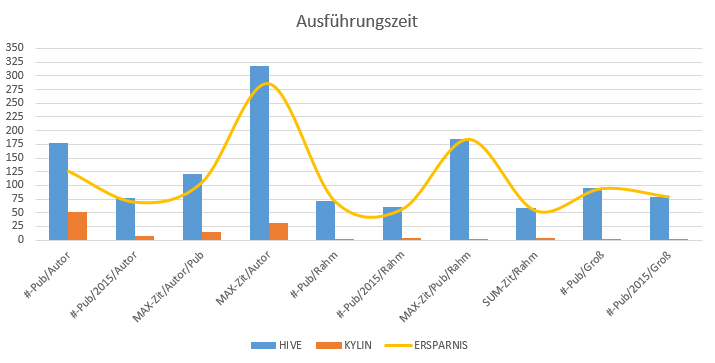 Ausführungszeit
350
325
300
275
250
225
200
175
150
125
100
75
50
25
0
#-Pub/Autor
#-Pub/2015/Autor
MAX-Zit/Autor/Pub
MAX-Zit/Autor
#-Pub/Rahm
#-Pub/2015/Rahm
MAX-Zit/Pub/Rahm
SUM-Zit/Rahm
#-Pub/Groß
#-Pub/2015/Groß
HIVE KYLIN ERSPARNIS